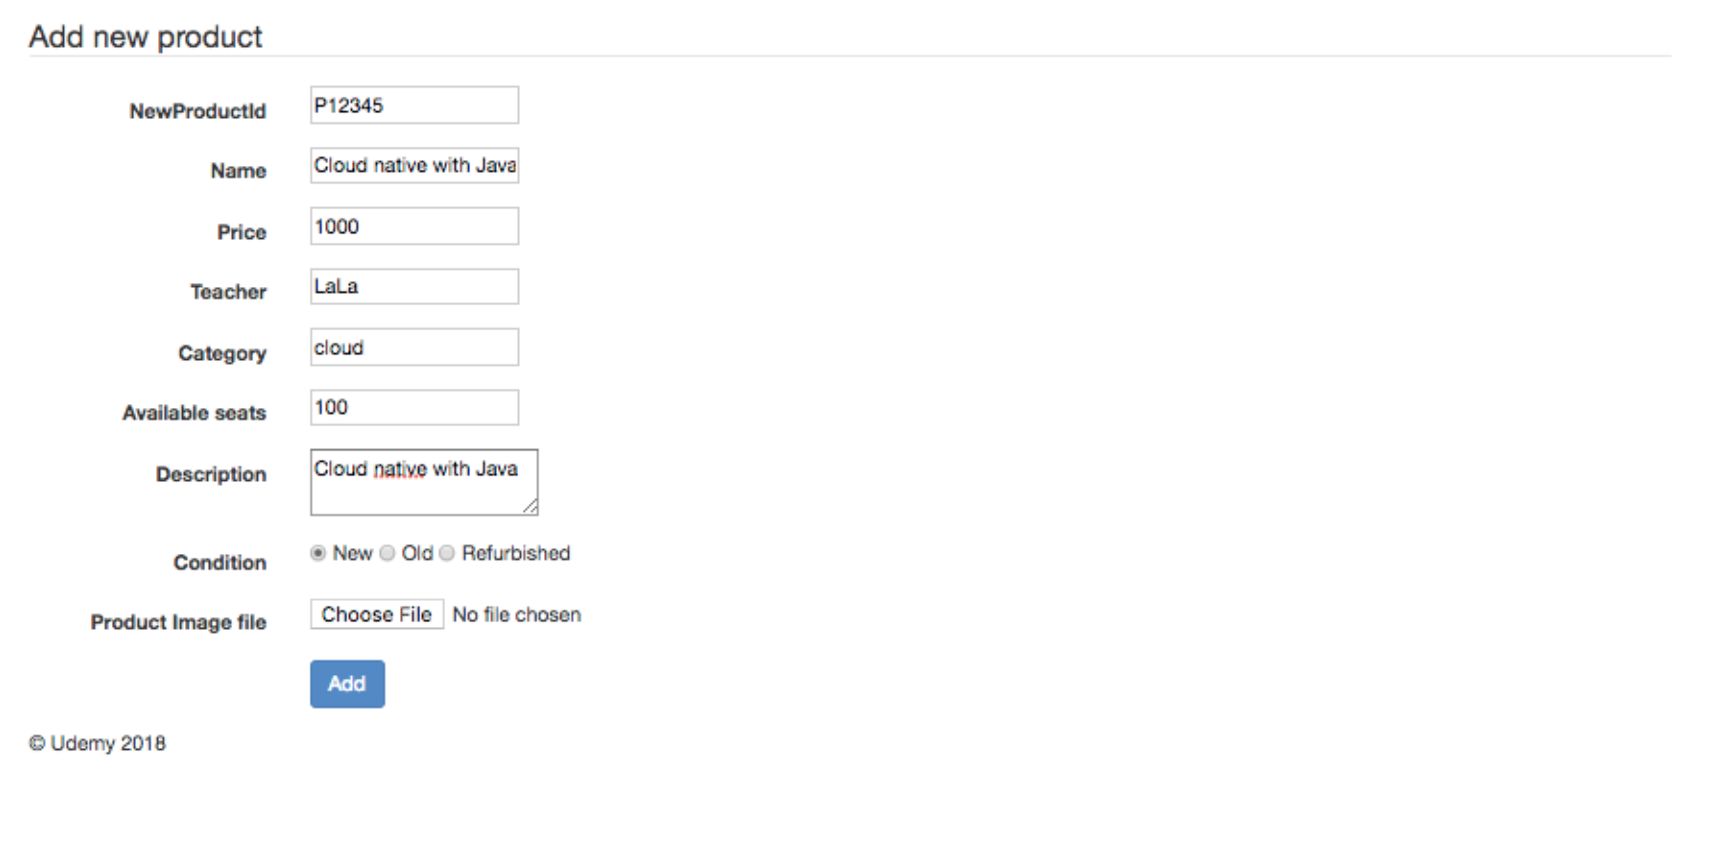 Add new product
NewProductId P12345
Name Cloud native with Java
Price 1000
Teacher LaLa
Category cloud
Available seats 100
Description Cloud native with Java
Condition New Old Refurbished
Product Image file Choose File No file chosen
Add
© Udemy 2018